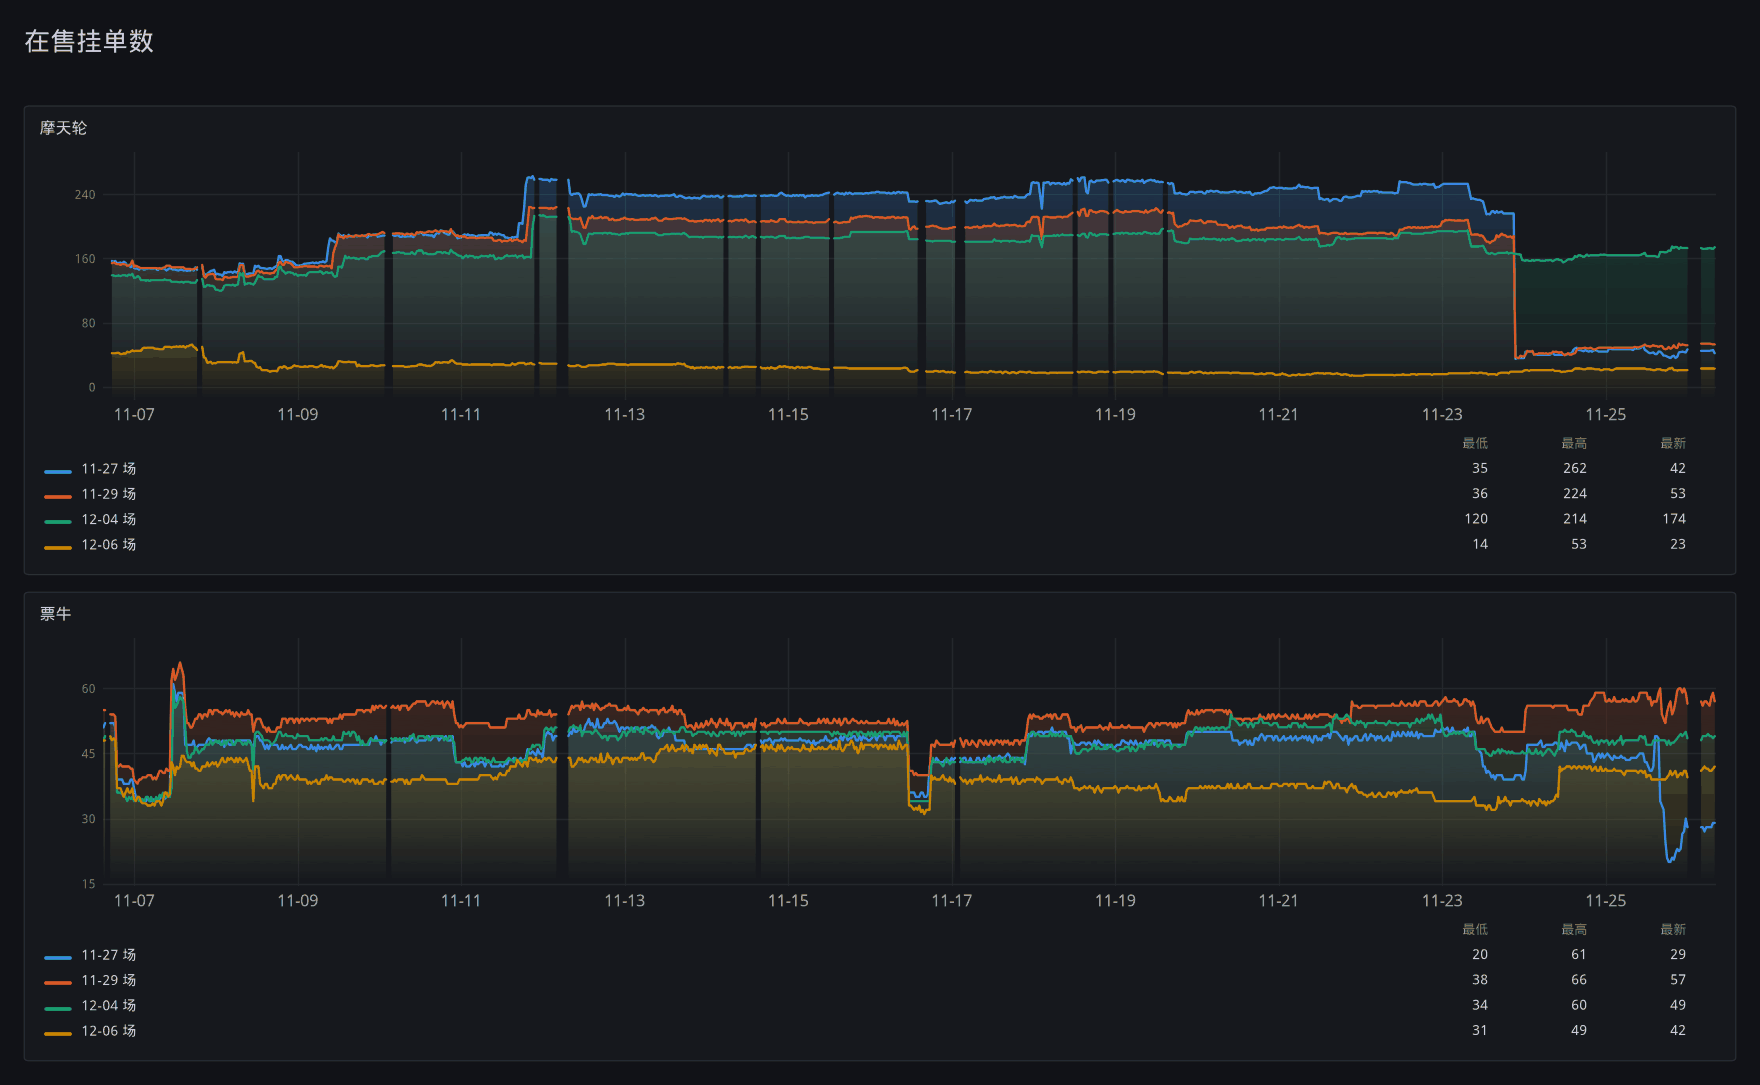 在售挂单数
摩天轮
240
160
80
0
11-07 11-09 11-11 11-13 11-15 11-17 11-19 11-21 11-23 11-25
最低 最高 最新
11-27 场 35 262 42
11-29 场 36 224 53
12-04 场 120 214 174
12-06 场 14 53 23
票牛
60
45
30
15
11-07 11-09 11-11 11-13 11-15 11-17 11-19 11-21 11-23 11-25
最低 最高 最新
11-27 场 20 61 29
11-29 场 38 66 57
12-04 场 34 60 49
12-06 场 31 49 42